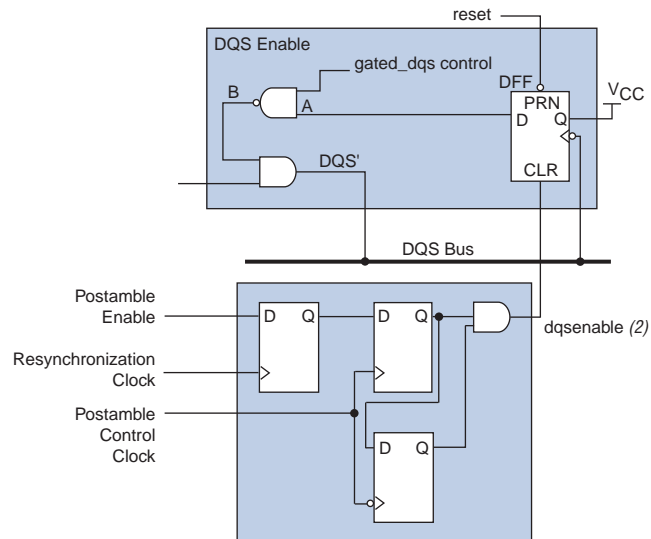 reset
DQS Enable
gated_dqs control
DFF
VCC
B
A
PRN
D Q
CLR
DQS'
DQS Bus
Postamble
Enable
D Q
D Q
dqsenable (2)
Resynchronization
Clock
Postamble
Control
Clock
D Q